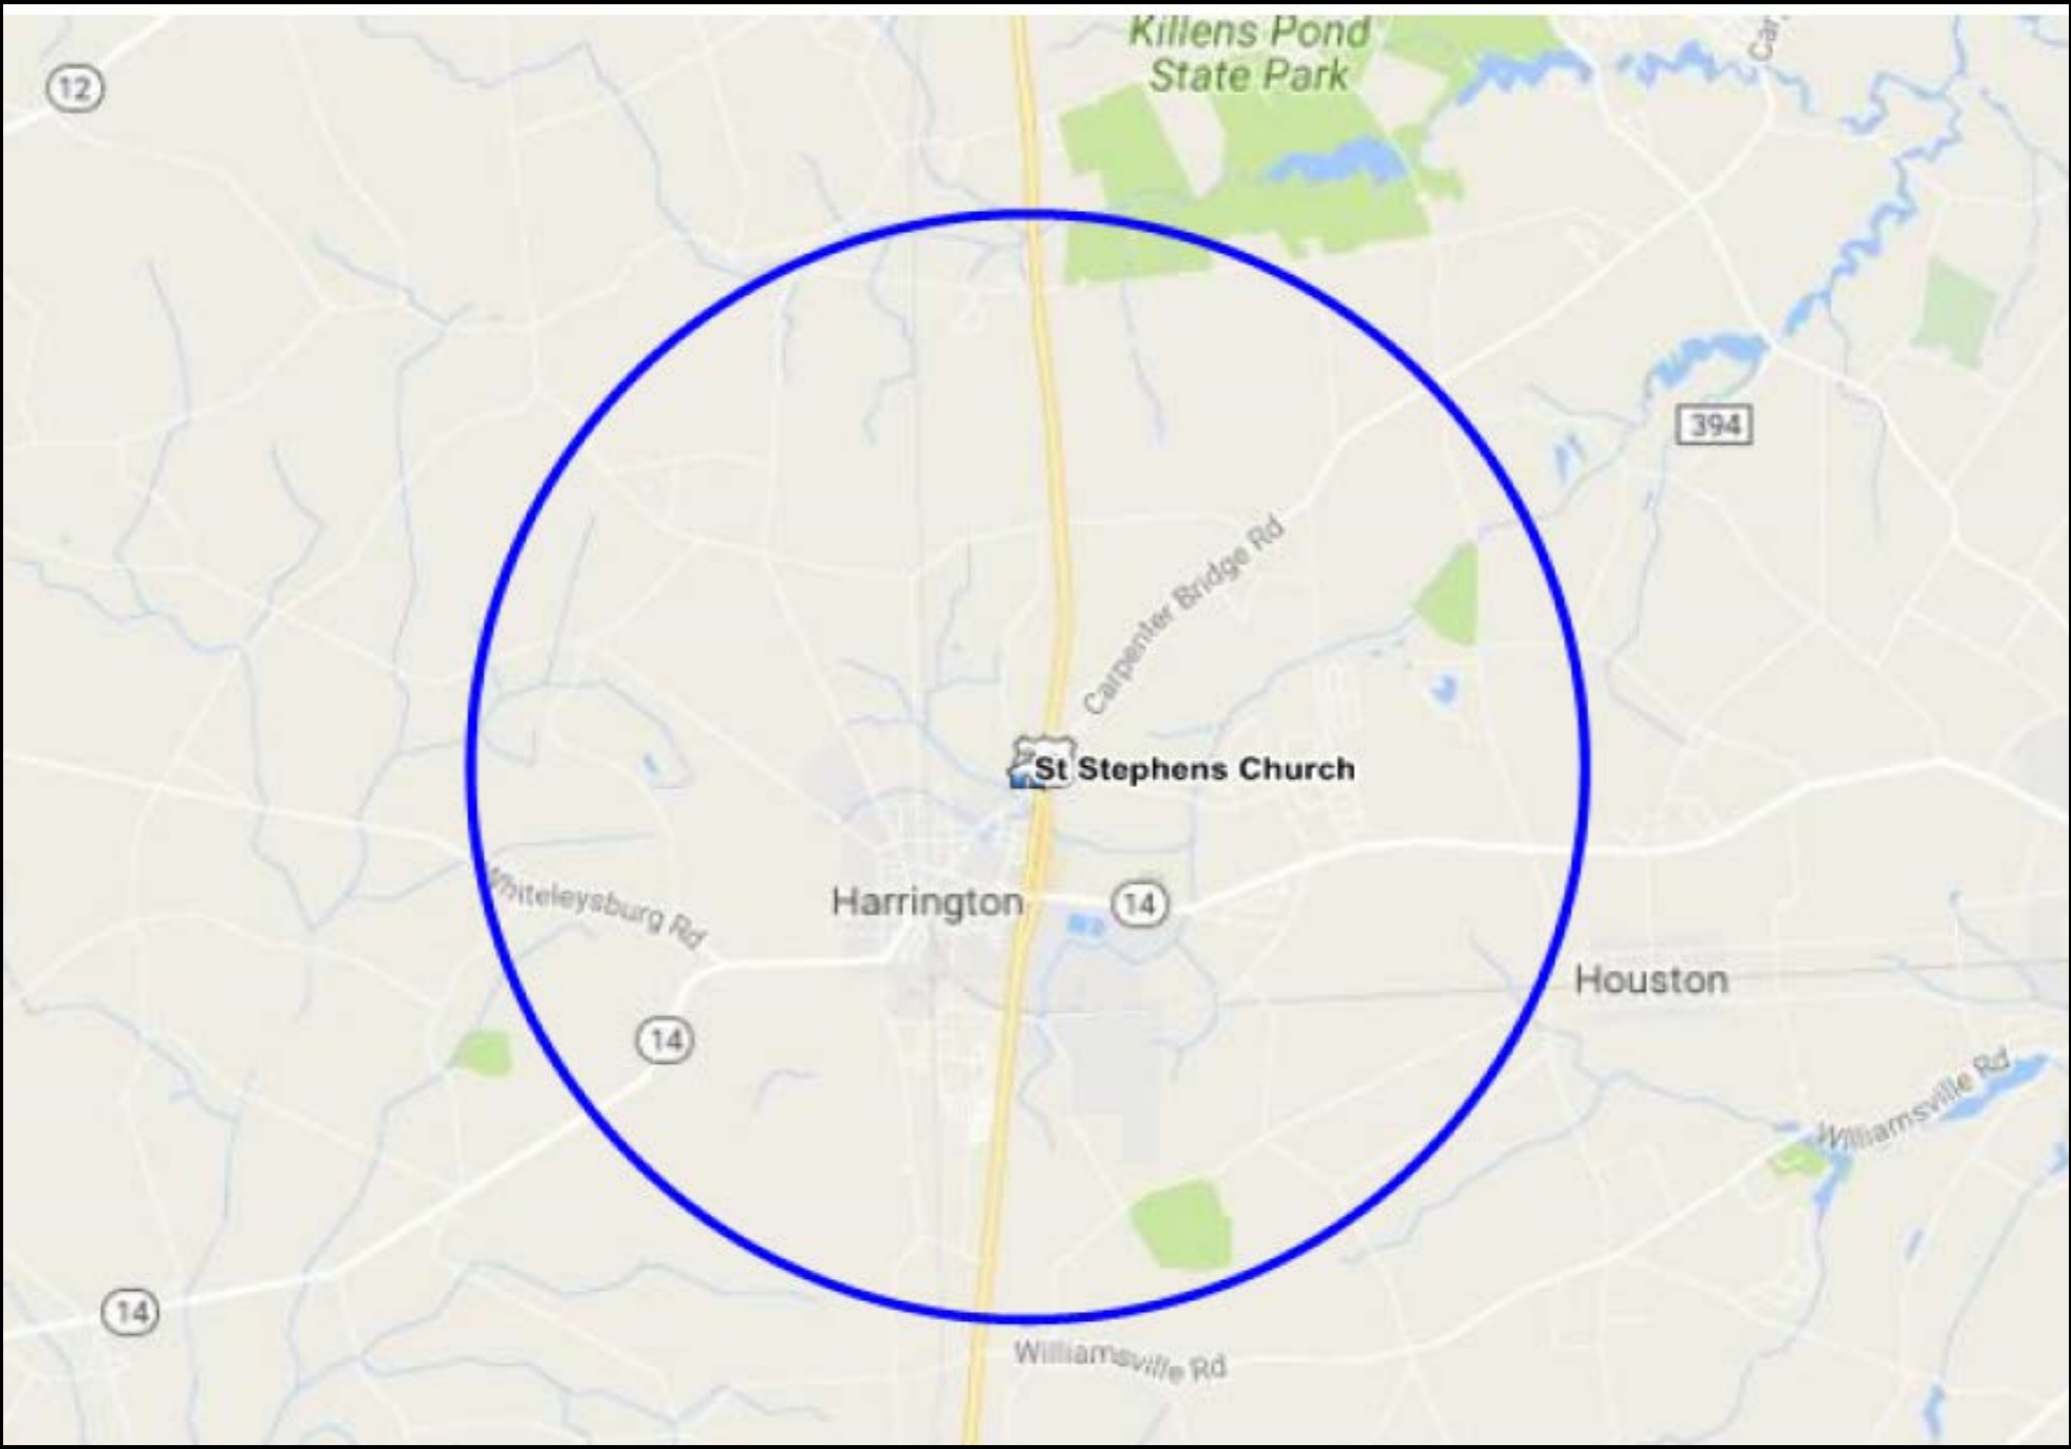 Killens Pond
State Park
12
394
Carpenter Bridge Rd
St Stephens Church
Whiteleysburg Rd
Harrington
14
Houston
14
Williamsville Rd
14
Williamsville Rd